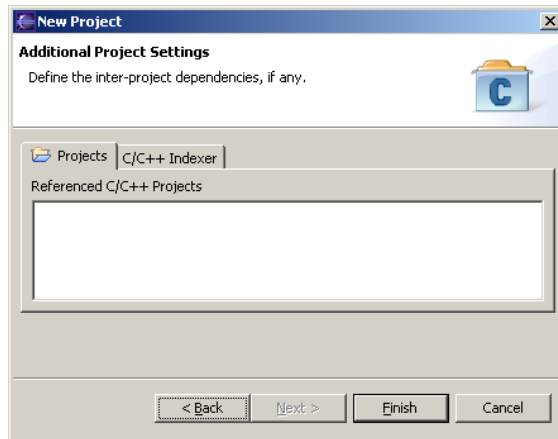 New Project
Additional Project Settings
Define the inter-project dependencies, if any.
C
Projects
C/C++ Indexer
Referenced C/C++ Projects
< Back
Next >
Finish
Cancel